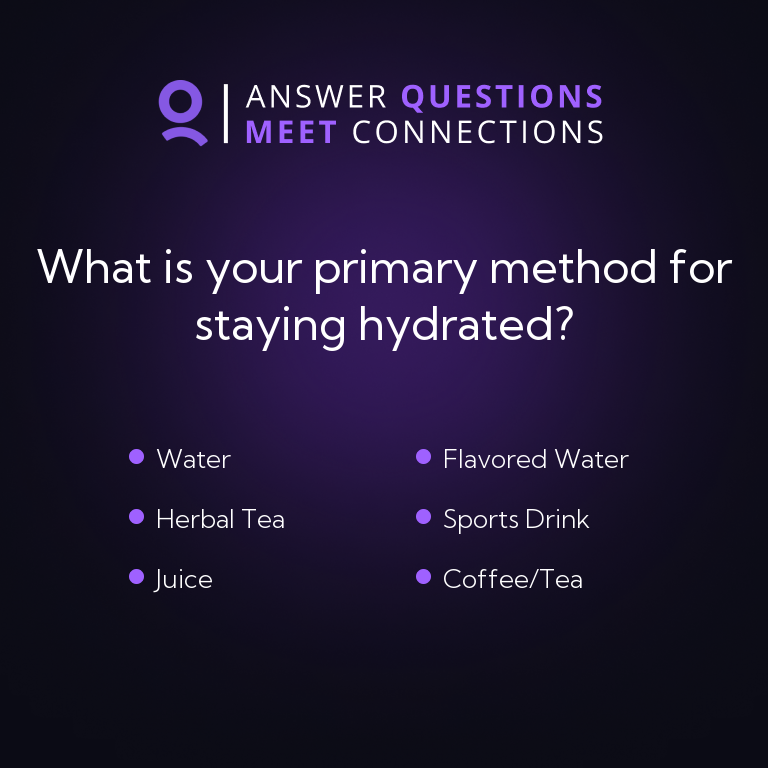 ANSWER QUESTIONS
MEET CONNECTIONS
What is your primary method for
staying hydrated?
Water
Flavored Water
Herbal Tea
Sports Drink
Juice
Coffee/Tea